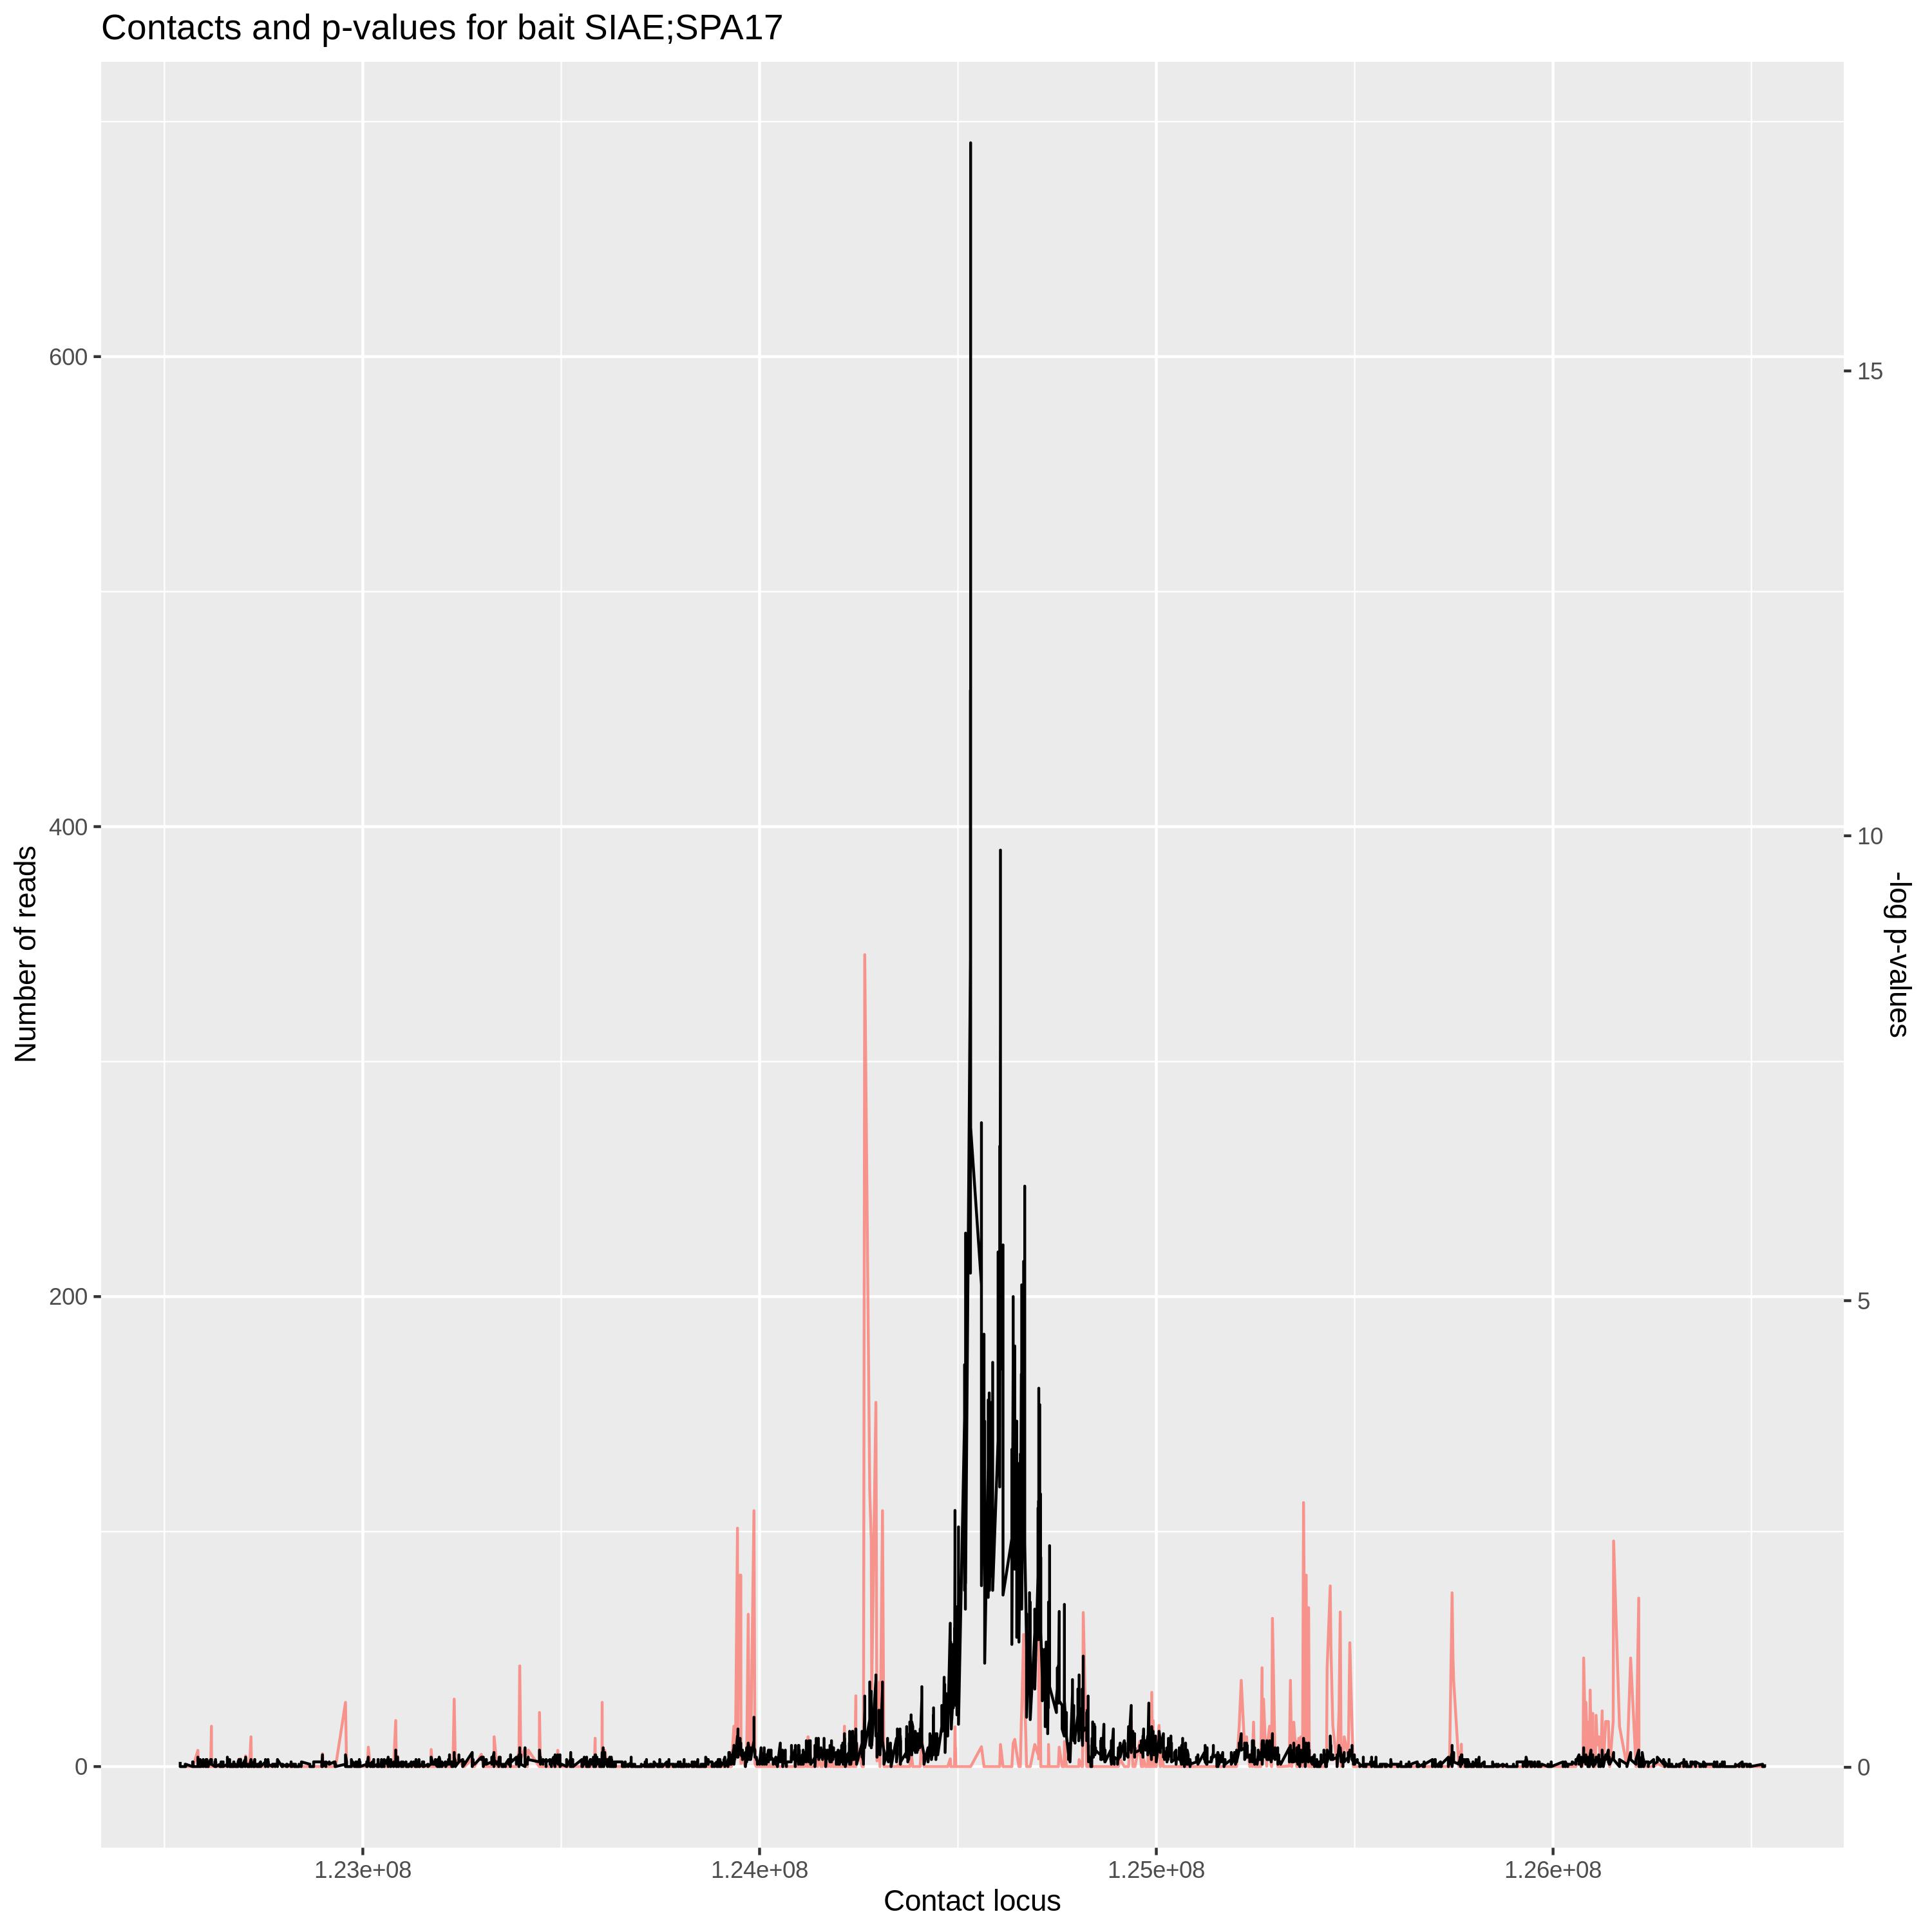 Contacts and p-values for bait SIAE;SPA17
600
400
200
0
Number of reads
15
10
5
0
-log p-values
1.23e+08
1.24e+08
1.25e+08
1.26e+08
Contact locus